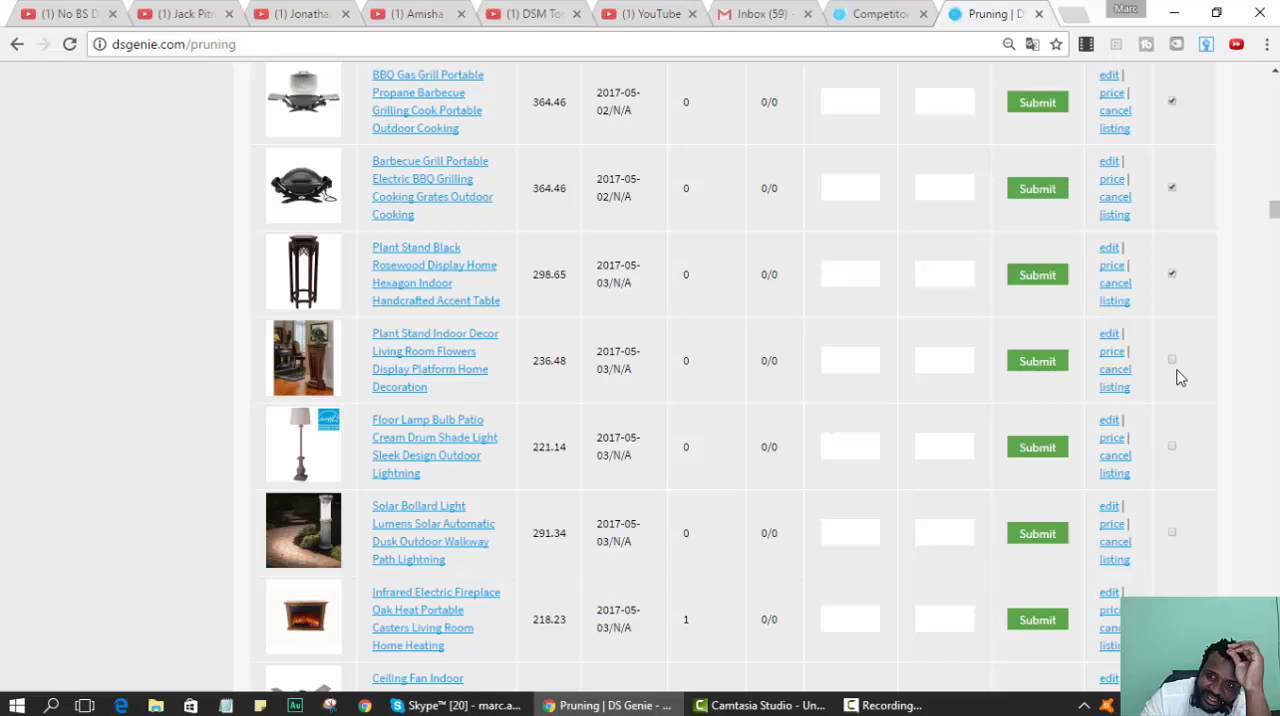 (1) No BS
(1) Jack Pitn
(1) Jonatha
(1) Amisha
(1) DSM To
(1) YouTube
Inbox (59)
Competito
Pruning | D
Marc
dsgenie.com/pruning
BBQ Gas Grill Portable
Propane Barbecue
Grilling Cook Portable
Outdoor Cooking
364.46
2017-05-
02/N/A
0
0/0
Submit
edit |
price |
cancel
listing
Barbecue Grill Portable
Electric BBQ Grilling
Cooking Grates Outdoor
Cooking
364.46
2017-05-
02/N/A
0
0/0
Submit
edit |
price |
cancel
listing
Plant Stand Black
Rosewood Display Home
Hexagon Indoor
Handcrafted Accent Table
298.65
2017-05-
03/N/A
0
0/0
Submit
edit |
price |
cancel
listing
Plant Stand Indoor Decor
Living Room Flowers
Display Platform Home
Decoration
236.48
2017-05-
03/N/A
0
0/0
Submit
edit |
price |
cancel
listing
Floor Lamp Bulb Patio
Cream Drum Shade Light
Sleek Design Outdoor
Lightning
221.14
2017-05-
03/N/A
0
0/0
Submit
edit |
price |
cancel
listing
Solar Bollard Light
Lumens Solar Automatic
Dusk Outdoor Walkway
Path Lightning
291.34
2017-05-
03/N/A
0
0/0
Submit
edit |
price |
cancel
listing
Infrared Electric Fireplace
Oak Heat Portable
Casters Living Room
Home Heating
218.23
2017-05-
03/N/A
1
0/0
Submit
edit |
pric
canc
listin
Ceiling Fan Indoor
edit |
Skype™ [20] - marc.a...
Pruning | DS Genie - ...
Camtasia Studio - Un...
Recording...